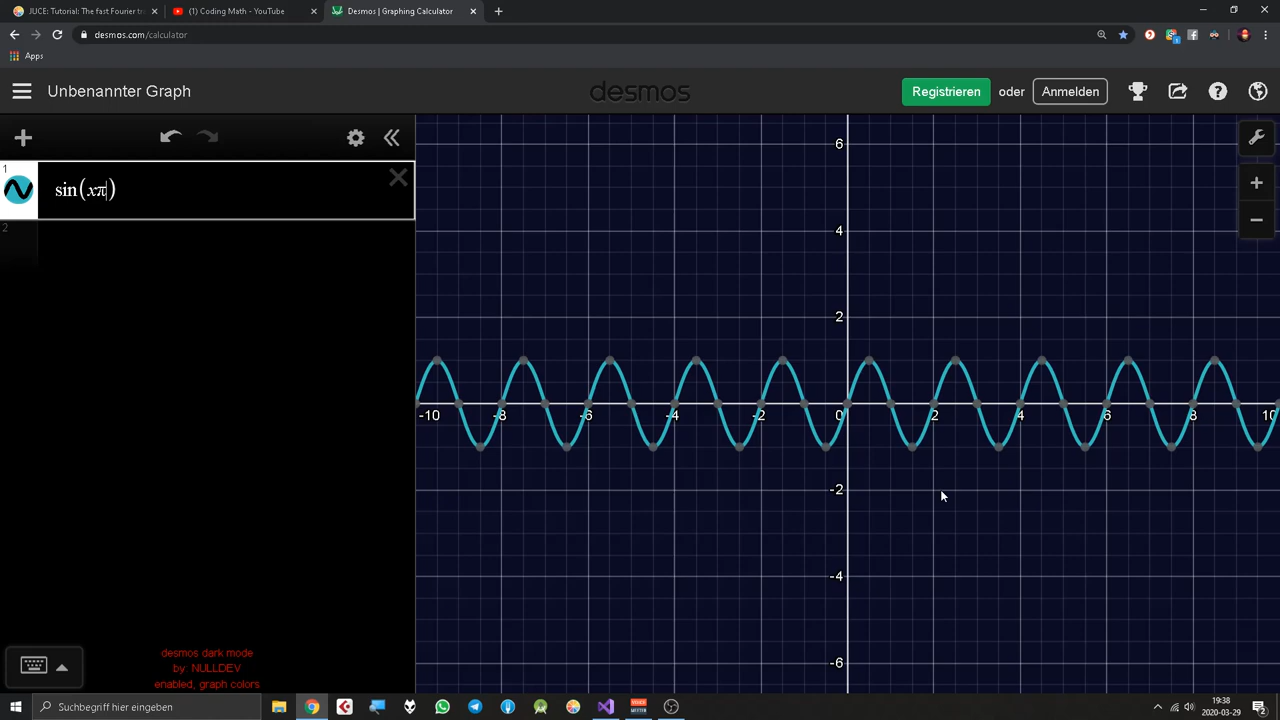 JUCE: Tutorial: The fast Fourier tr
(1) Coding Math - YouTube
Desmos | Graphing Calculator
desmos.com/calculator
Apps
Unbenannter Graph
desmos
Registrieren
oder
Anmelden
1
sin(xπ)
2
6
4
2
-10
-8
-6
-4
-2
0
2
4
6
8
10
-2
-4
-6
desmos dark mode
by: NULLDEV
enabled, graph colors
Suchbegriff hier eingeben
19:38
2020-03-29